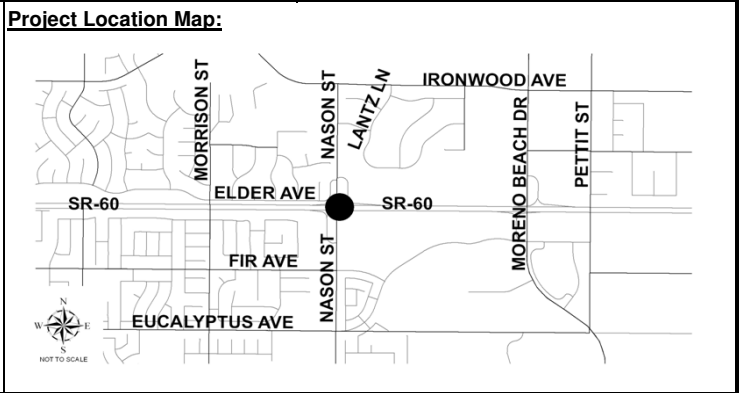 Project Location Map:
IRONWOOD AVE
MORRISON ST
NASON ST
LANTZ LN
MORENO BEACH DR
PETTIT ST
ELDER AVE
SR-60
SR-60
FIR AVE
NASON ST
EUCALYPTUS AVE
N
W
E
S
NOT TO SCALE